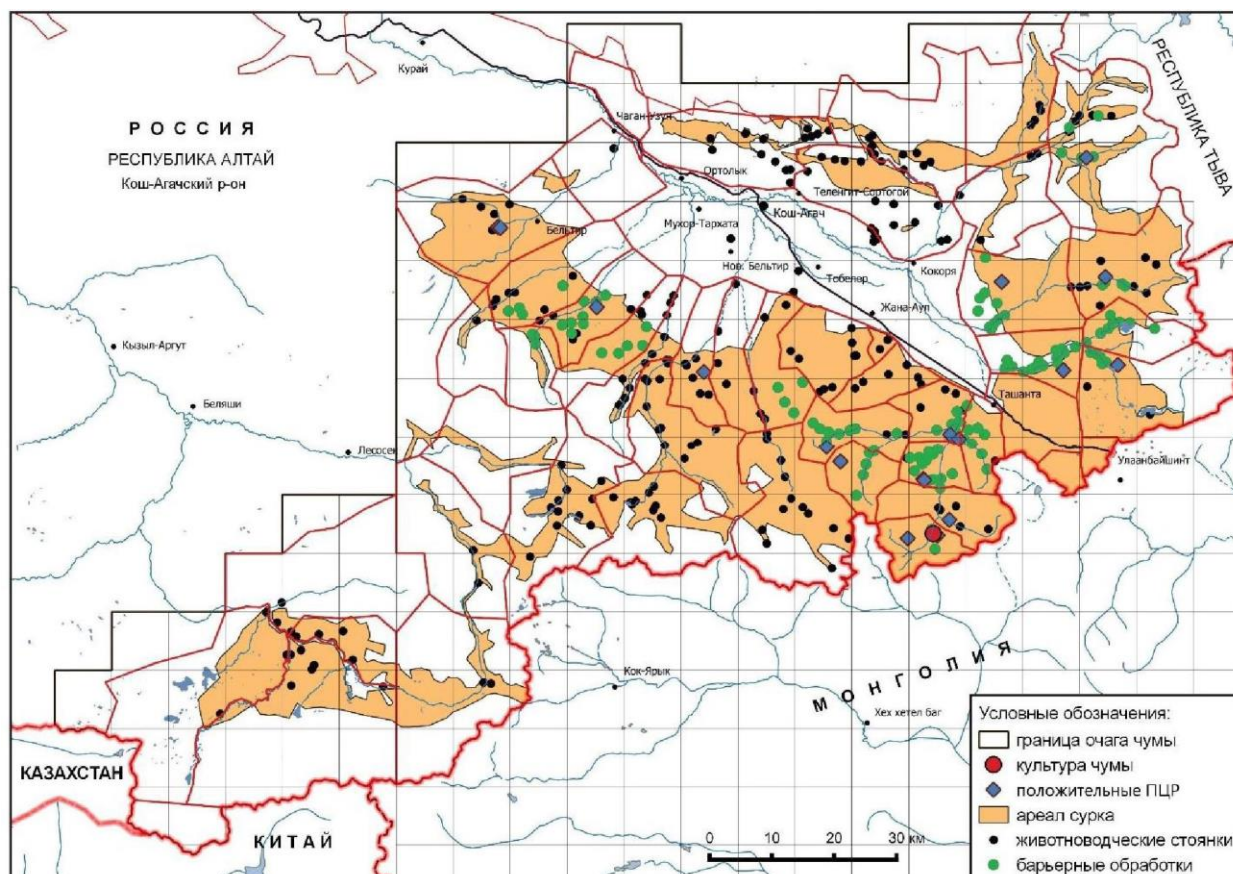 Курай
РЕСПУБЛИКА ТЫВА
Чаган-Узун
РОССИЯ
РЕСПУБЛИКА АЛТАЙ
Кош-Агачский р-он
Ортолык
Теленгит-Сортогой
Кош-Агач
Мухор-Тархата
Бельтир
Нов. Бельтир
Кокоря
Тобелер
Жана-Аул
Кызыл-Аргут
Беляши
Ташанта
Лесосек
Улаанбайшинт
Кок-Ярык
МОНГОЛИЯ
Хех хетел баг
КАЗАХСТАН
КИТАЙ
0 10 20 30 км
Условные обозначения:
граница очага чумы
культура чумы
положительные ПЦР
ареал сурка
животноводческие стоянки
барьерные обработки